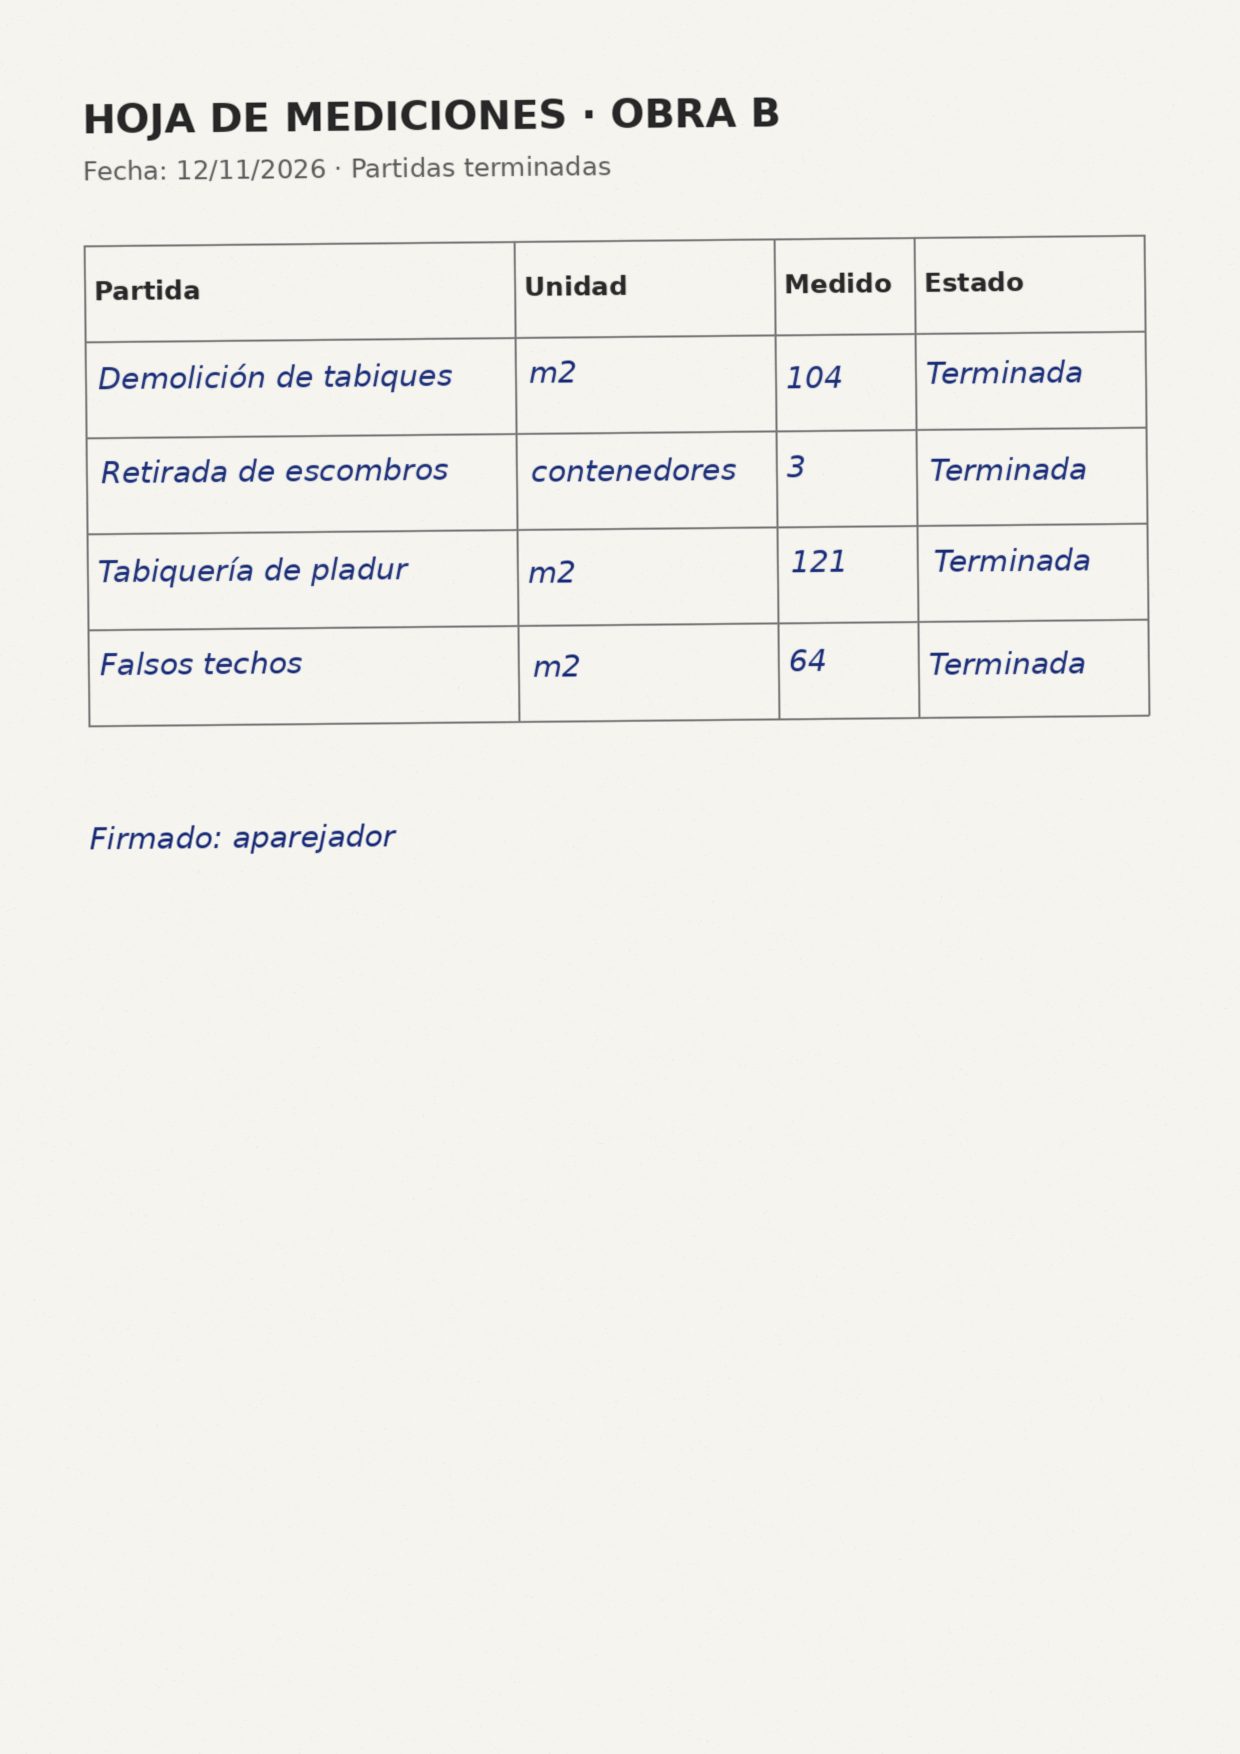 HOJA DE MEDICIONES · OBRA B
Fecha: 12/11/2026 · Partidas terminadas
Partida Unidad Medido Estado
Demolición de tabiques m2 104 Terminada
Retirada de escombros contenedores 3 Terminada
Tabiquería de pladur m2 121 Terminada
Falsos techos m2 64 Terminada
Firmado: aparejador